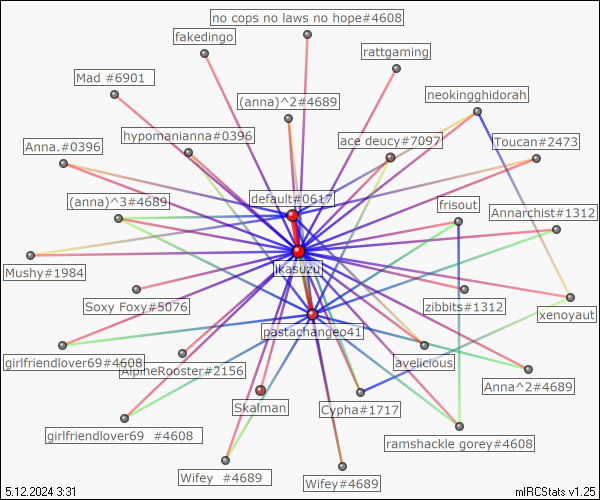 no cops no laws no hope#4608
fakedingo
rattgaming
Mad #6901
neokingghidorah
(anna)^2#4689
hypomanianna#0396
ace deucy#7097
Toucan#2473
Anna.#0396
default#0617
(anna)^3#4689
frisout
Annarchist#1312
ikasuzu
Mushy#1984
Soxy Foxy#5076
zibbits#1312
xenoyaut
pastachangeo41
girlfriendlover69#4608
AlpineRooster#2156
avelicious
Anna^2#4689
Skalman
Cypha#1717
girlfriendlover69 #4608
ramshackle gorey#4608
Wifey #4689
Wifey#4689
5.12.2024 3:31
mIRCStats v1.25